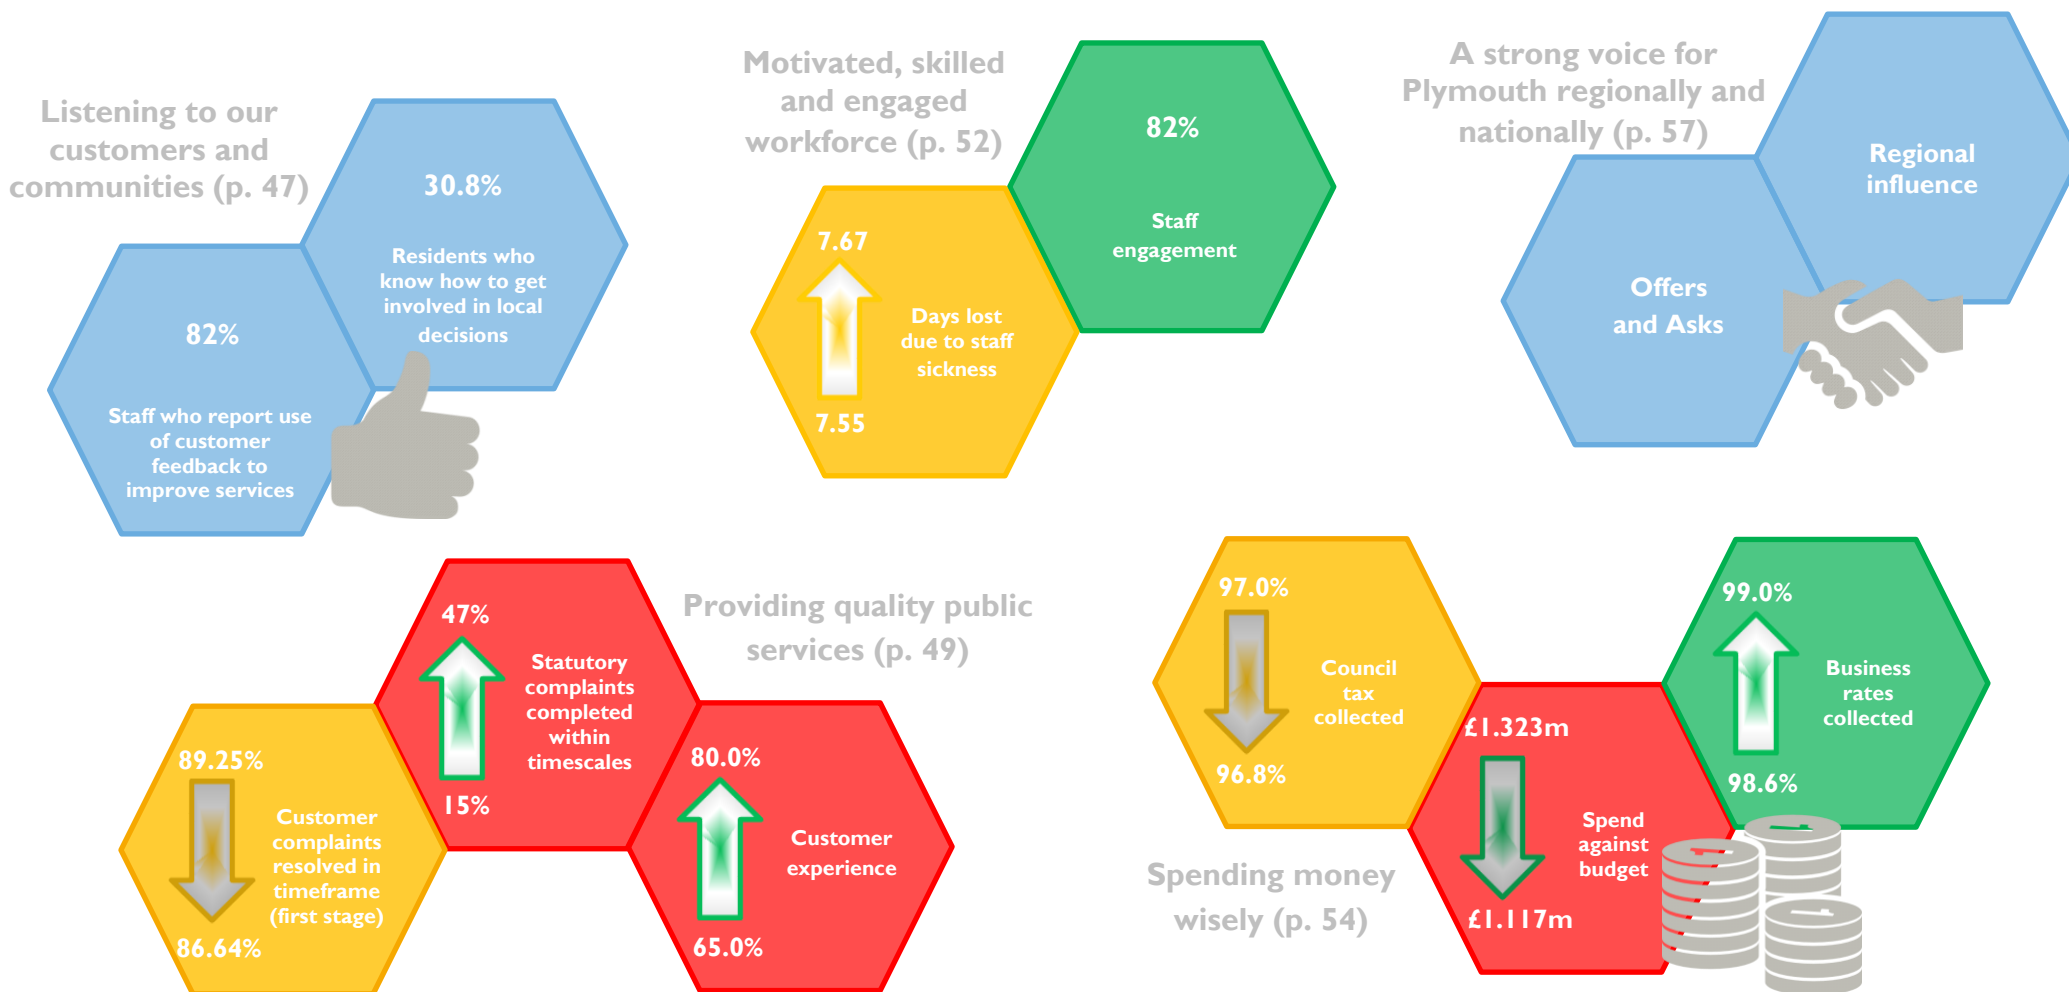 Listening to our
customers and
communities (p. 47)
30.8%
Residents who
know how to get
involved in local
decisions
82%
Staff who report use
of customer
feedback to
improve services
Motivated, skilled
and engaged
workforce (p. 52)
82%
Staff
engagement
7.67
Days lost
due to staff
sickness
7.55
A strong voice for
Plymouth regionally and
nationally (p. 57)
Regional
influence
Offers
and Asks
Providing quality public
services (p. 49)
47%
Statutory
complaints
completed
within
timescales
15%
89.25%
Customer
complaints
resolved in
timeframe
(first stage)
86.64%
80.0%
Customer
experience
65.0%
Spending money
wisely (p. 54)
97.0%
Council
tax
collected
96.8%
£1.323m
Spend
against
budget
£1.117m
99.0%
Business
rates
collected
98.6%